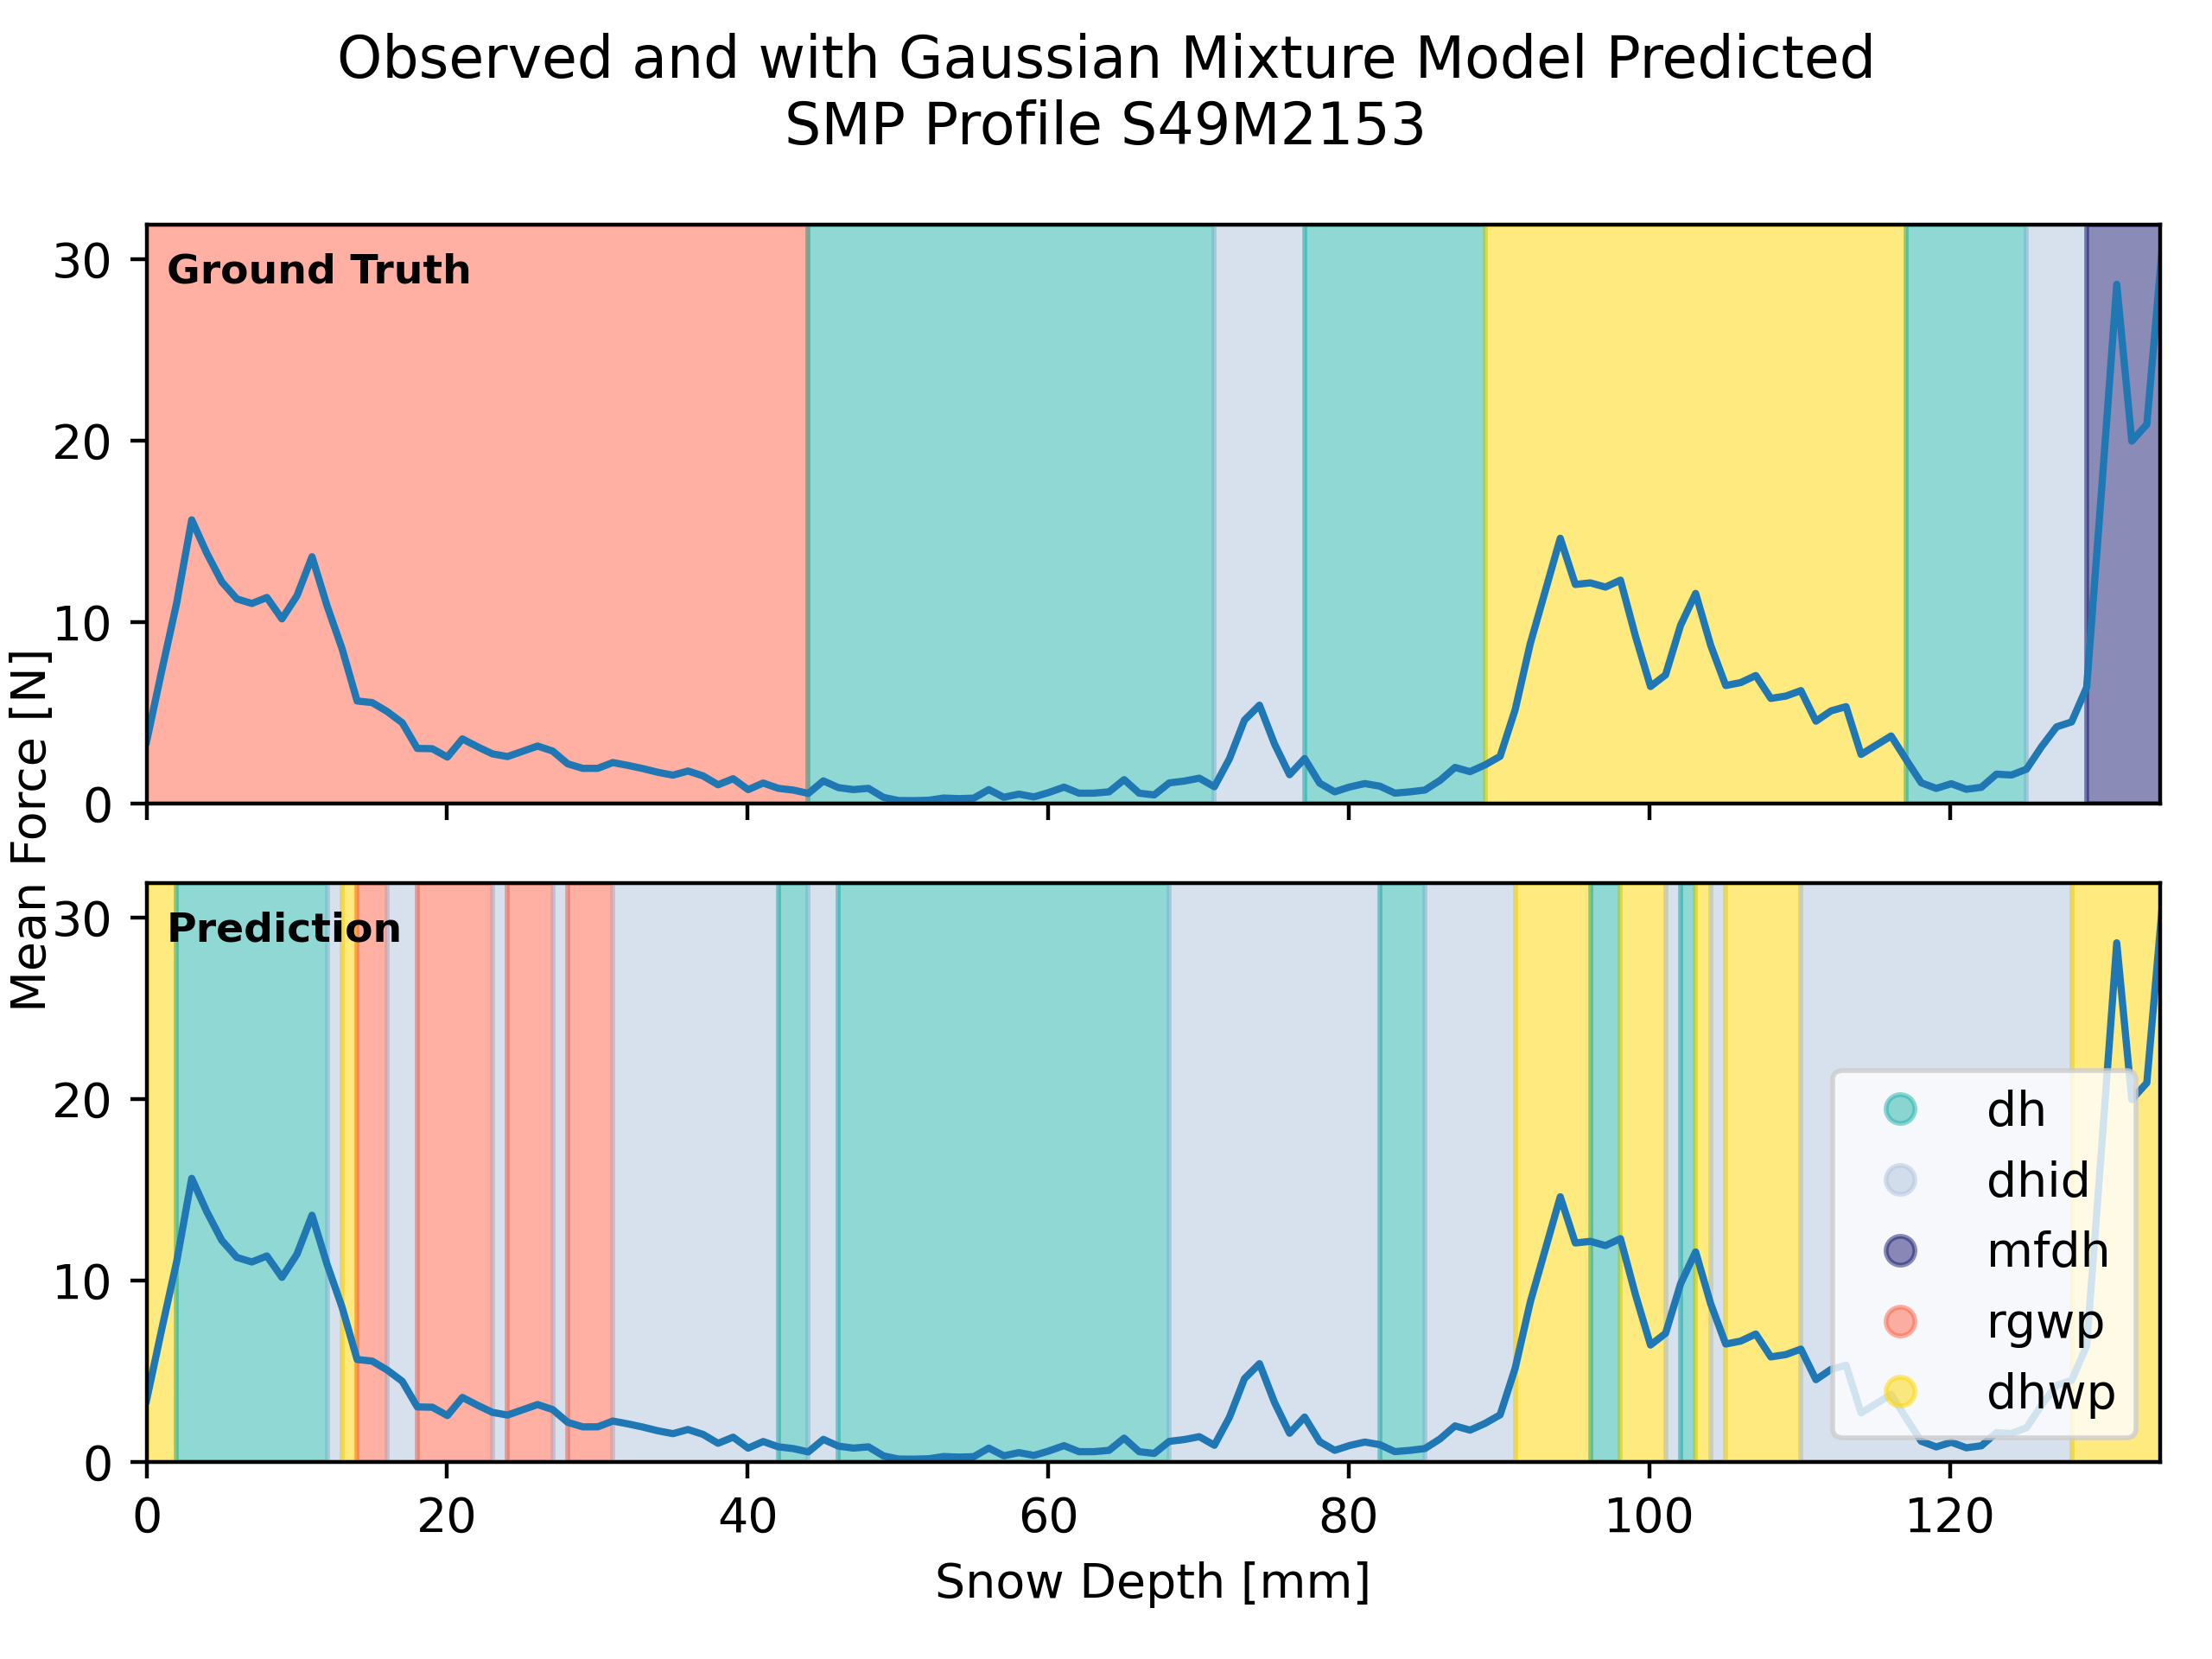 Observed and with Gaussian Mixture Model Predicted
SMP Profile S49M2153
Ground Truth
30
20
10
0
Mean Force [N]
Prediction
30
20
10
0
dh
dhid
mfdh
rgwp
dhwp
0 20 40 60 80 100 120
Snow Depth [mm]